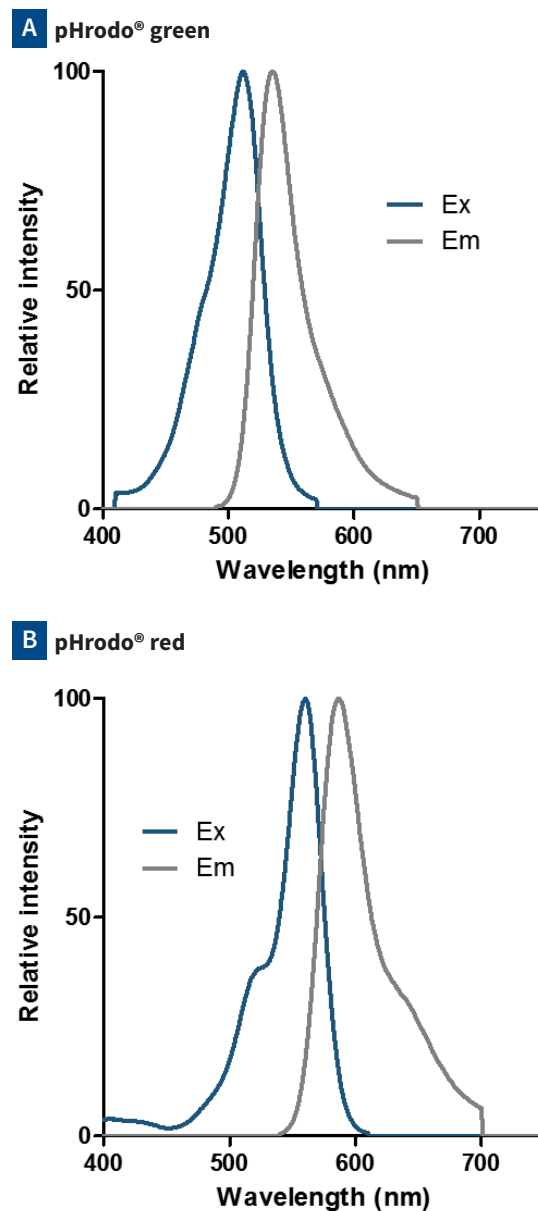 A pHrodo® green
100
50
0
Relative intensity
Ex
Em
400 500 600 700
Wavelength (nm)
B pHrodo® red
100
50
0
Relative intensity
Ex
Em
400 500 600 700
Wavelength (nm)